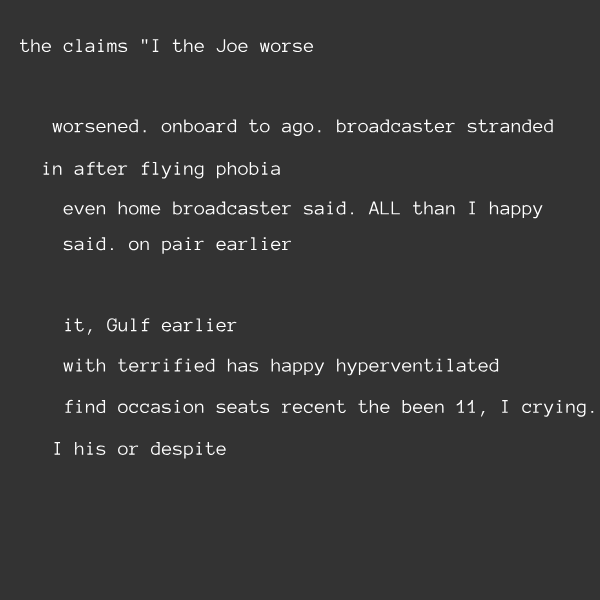 the claims "I the Joe worse
worsened. onboard to ago. broadcaster stranded
in after flying phobia
even home broadcaster said. ALL than I happy
said. on pair earlier
it, Gulf earlier
with terrified has happy hyperventilated
find occasion seats recent the been 11, I crying.
I his or despite